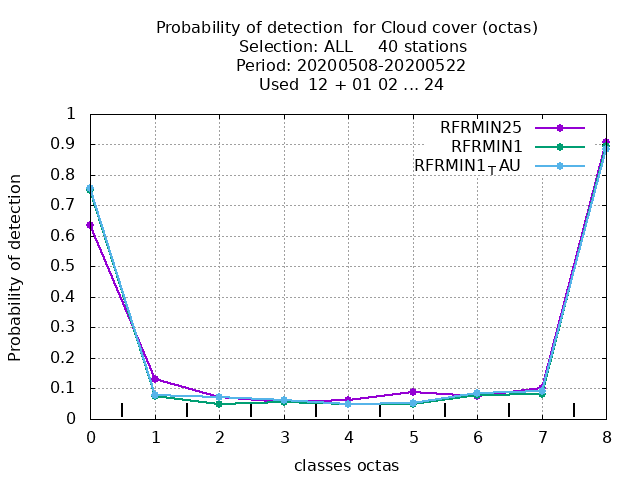 Probability of detection  for Cloud cover (octas)
Selection: ALL     40 stations
Period: 20200508-20200522
Used  12 + 01 02 ... 24
RFRMIN25
RFRMIN1
RFRMIN1TAU
Probability of detection
1
0.9
0.8
0.7
0.6
0.5
0.4
0.3
0.2
0.1
0
0 1 2 3 4 5 6 7 8
classes octas